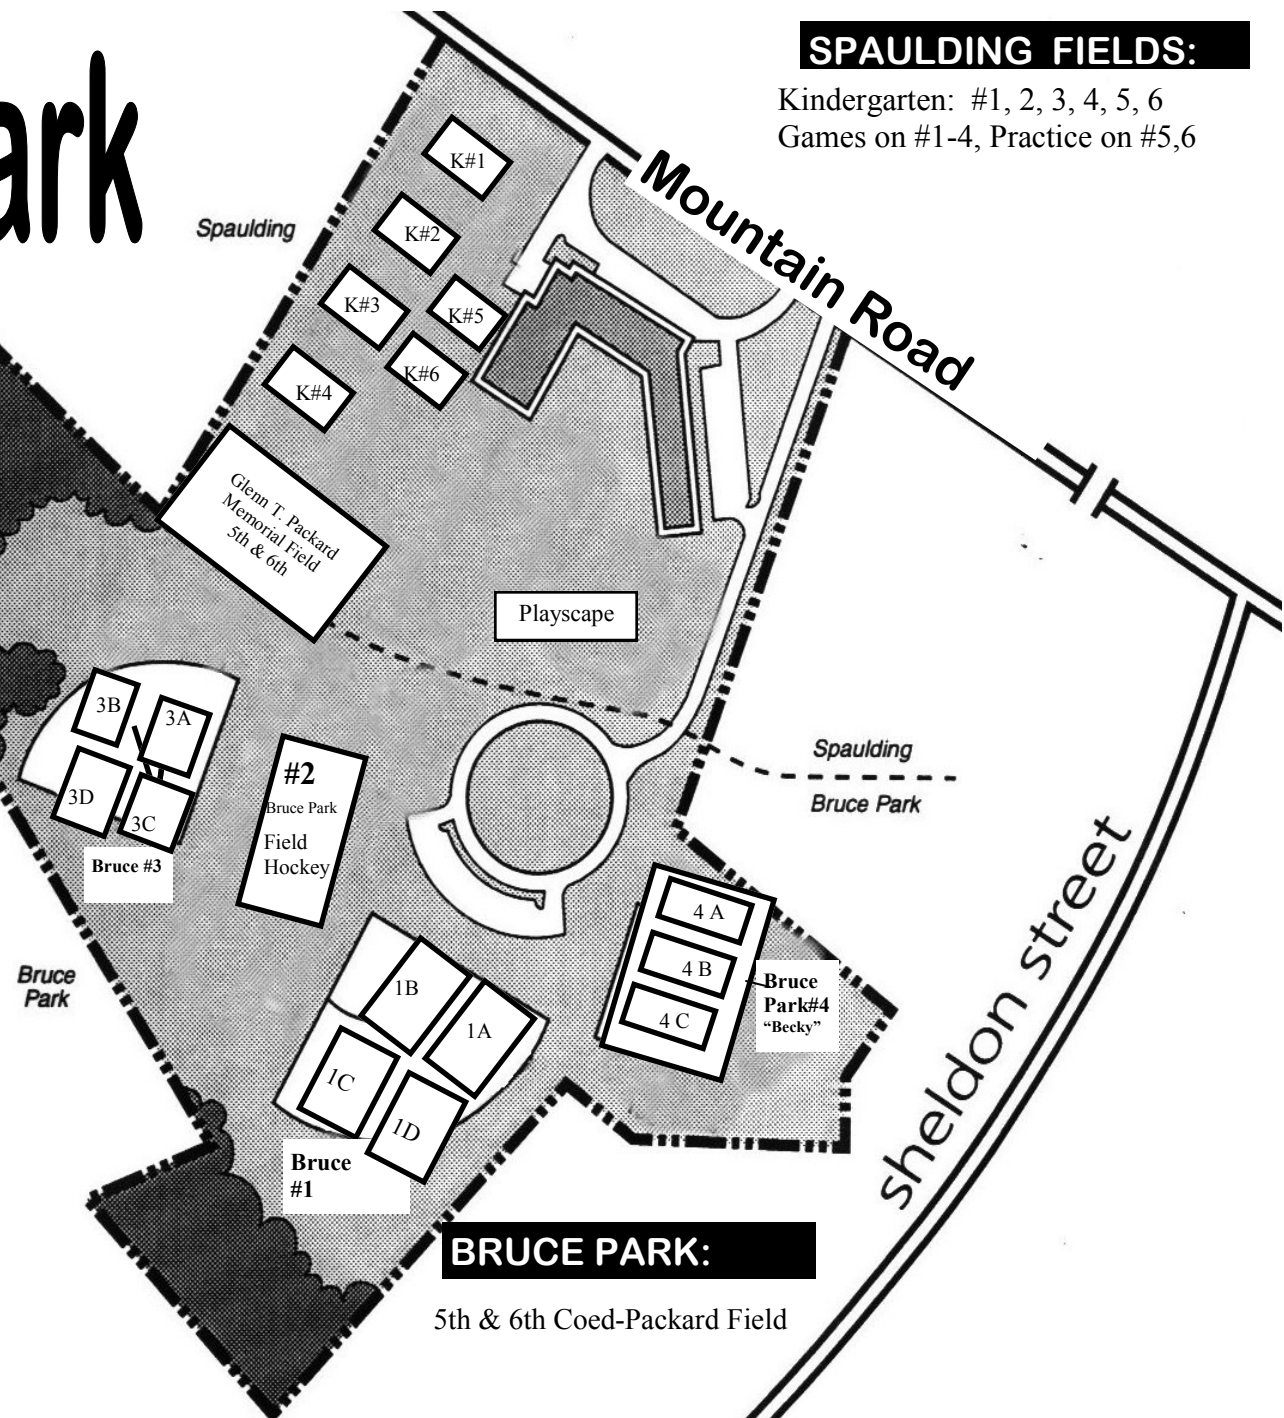 ark
SPAULDING FIELDS:
Kindergarten: #1, 2, 3, 4, 5, 6
Games on #1-4, Practice on #5,6
Mountain Road
Spaulding
K#1
K#2
K#3
K#5
K#6
K#4
Glenn T. Packard
Memorial Field
5th & 6th
Playscape
3B
3A
3D
3C
Bruce #3
#2
Bruce Park
Field
Hockey
Spaulding
Bruce Park
sheldon street
4 A
4 B
4 C
Bruce
Park#4
“Becky”
Bruce
Park
1B
1A
1C
1D
Bruce
#1
BRUCE PARK:
5th & 6th Coed-Packard Field